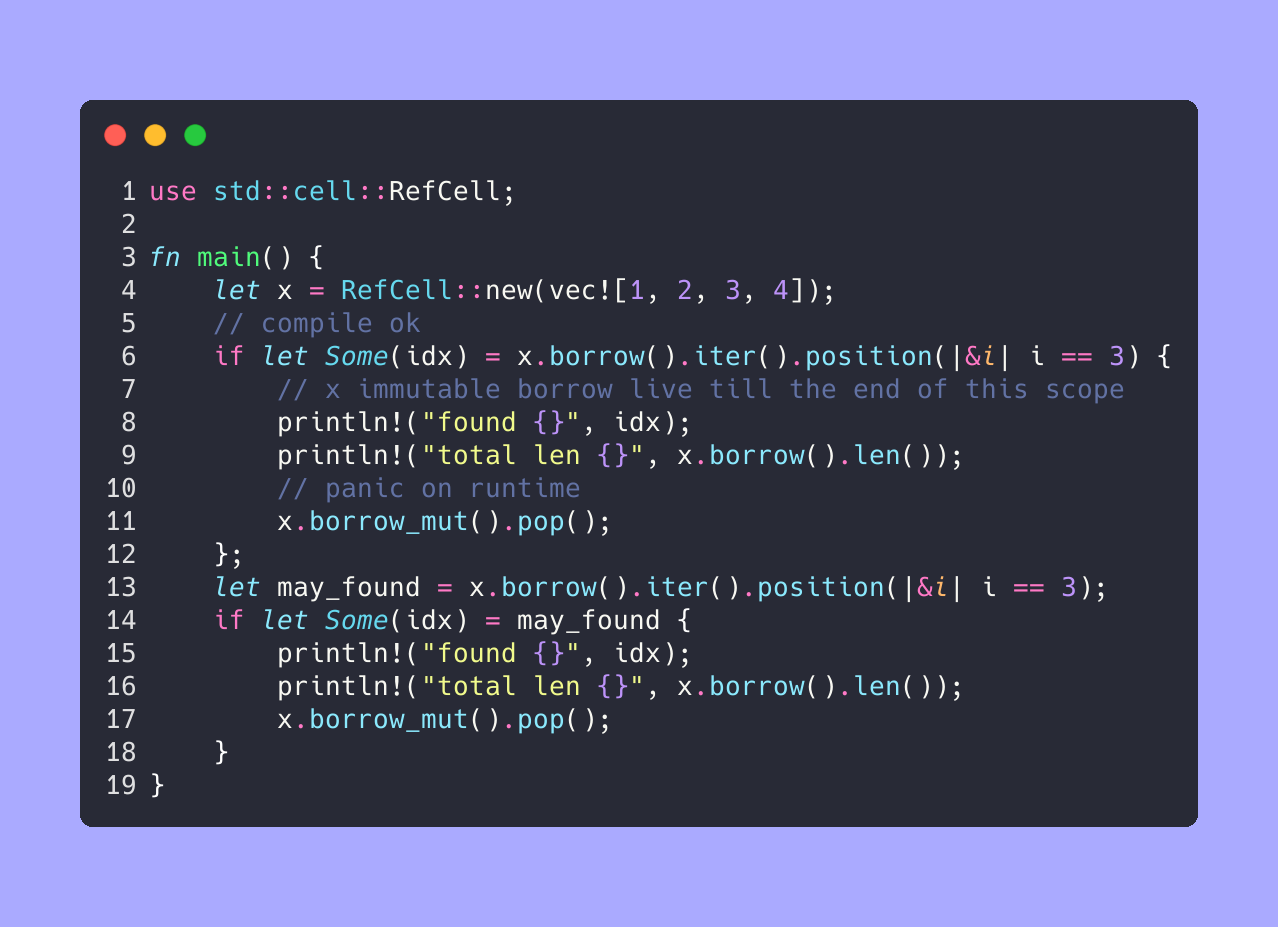 1 use std::cell::RefCell;
2
3 fn main() {
4     let x = RefCell::new(vec![1, 2, 3, 4]);
5     // compile ok
6     if let Some(idx) = x.borrow().iter().position(|&i| i == 3) {
7         // x immutable borrow live till the end of this scope
8         println!("found {}", idx);
9         println!("total len {}", x.borrow().len());
10         // panic on runtime
11         x.borrow_mut().pop();
12     };
13     let may_found = x.borrow().iter().position(|&i| i == 3);
14     if let Some(idx) = may_found {
15         println!("found {}", idx);
16         println!("total len {}", x.borrow().len());
17         x.borrow_mut().pop();
18     }
19 }